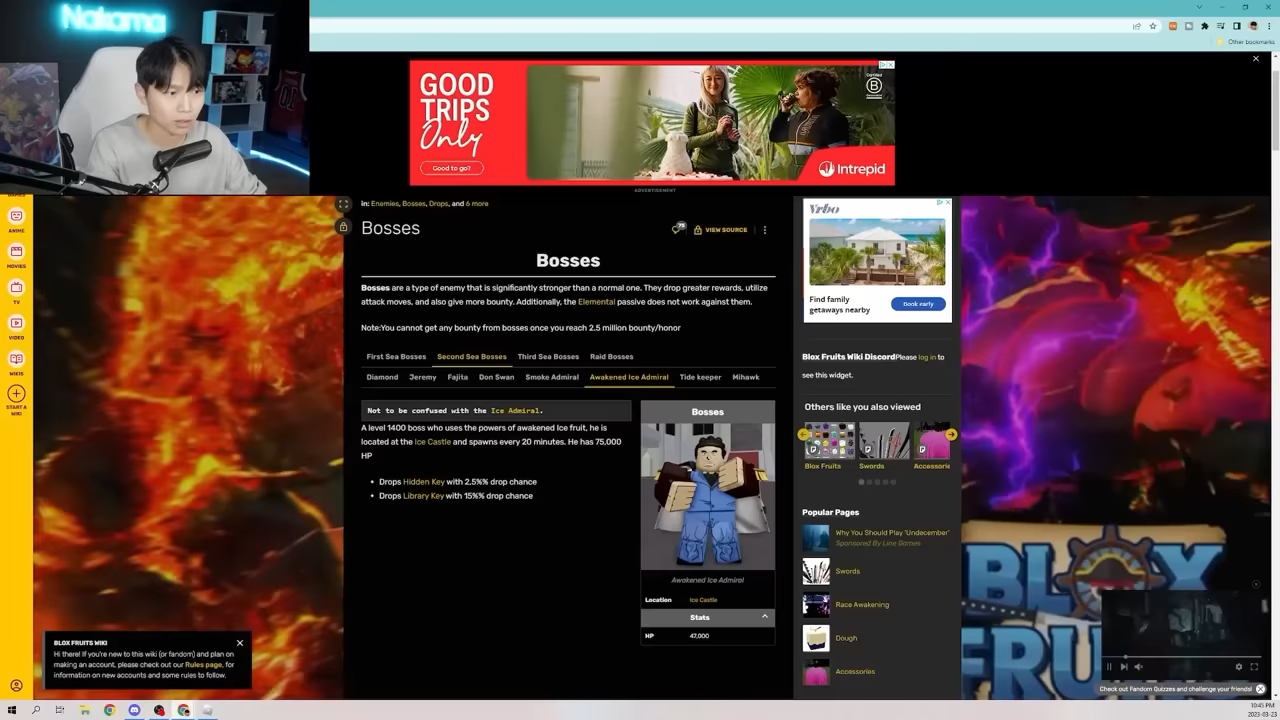 Nakama
Other bookmarks
GOOD
TRIPS
Only
Good to go?
Certified
B
Intrepid
ADVERTISEMENT
ANIME
MOVIES
TV
VIDEO
WIKIS
START A
WIKI
in: Enemies, Bosses, Drops, and 6 more
Bosses
75
VIEW SOURCE
Bosses
Bosses are a type of enemy that is significantly stronger than a normal one. They drop greater rewards, utilize
attack moves, and also give more bounty. Additionally, the Elemental passive does not work against them.
Note:You cannot get any bounty from bosses once you reach 2.5 million bounty/honor
First Sea Bosses Second Sea Bosses Third Sea Bosses Raid Bosses
Diamond Jeremy Fajita Don Swan Smoke Admiral Awakened Ice Admiral Tide keeper Mihawk
Not to be confused with the Ice Admiral.
A level 1400 boss who uses the powers of awakened Ice fruit, he is
located at the Ice Castle and spawns every 20 minutes. He has 75,000
HP
• Drops Hidden Key with 2,5%% drop chance
• Drops Library Key with 15%% drop chance
Bosses
Awakened Ice Admiral
Location Ice Castle
Stats
HP 47,000
Vrbo
Find family
getaways nearby
Book early
Blox Fruits Wiki DiscordPlease log in to
see this widget.
Others like you also viewed
Blox Fruits Swords Accessorie
Popular Pages
Why You Should Play 'Undecember'
Sponsored By Line Games
Swords
Race Awakening
Dough
Accessories
BLOX FRUITS WIKI
Hi there! If you're new to this wiki (or fandom) and plan on
making an account, please check out our Rules page, for
information on new accounts and some rules to follow.
BLOX
FRU
Check out Fandom Quizzes and challenge your friends!
10:45 PM
2023-03-23